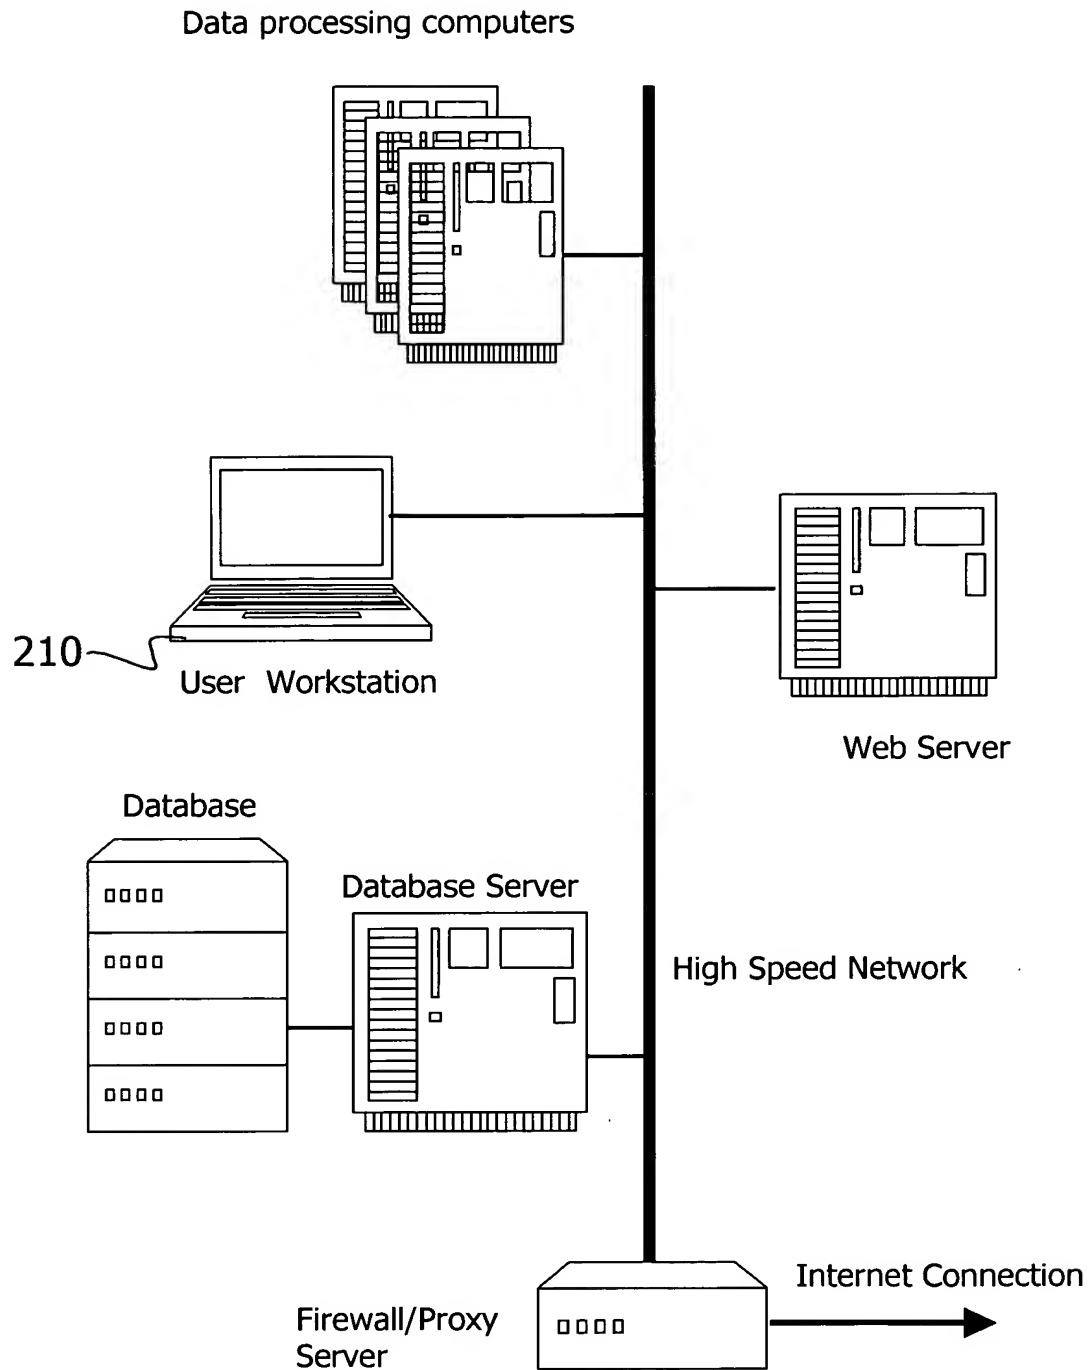 Data processing computers
210
User Workstation
Web Server
Database
Database Server
High Speed Network
Internet Connection
Firewall/Proxy
Server